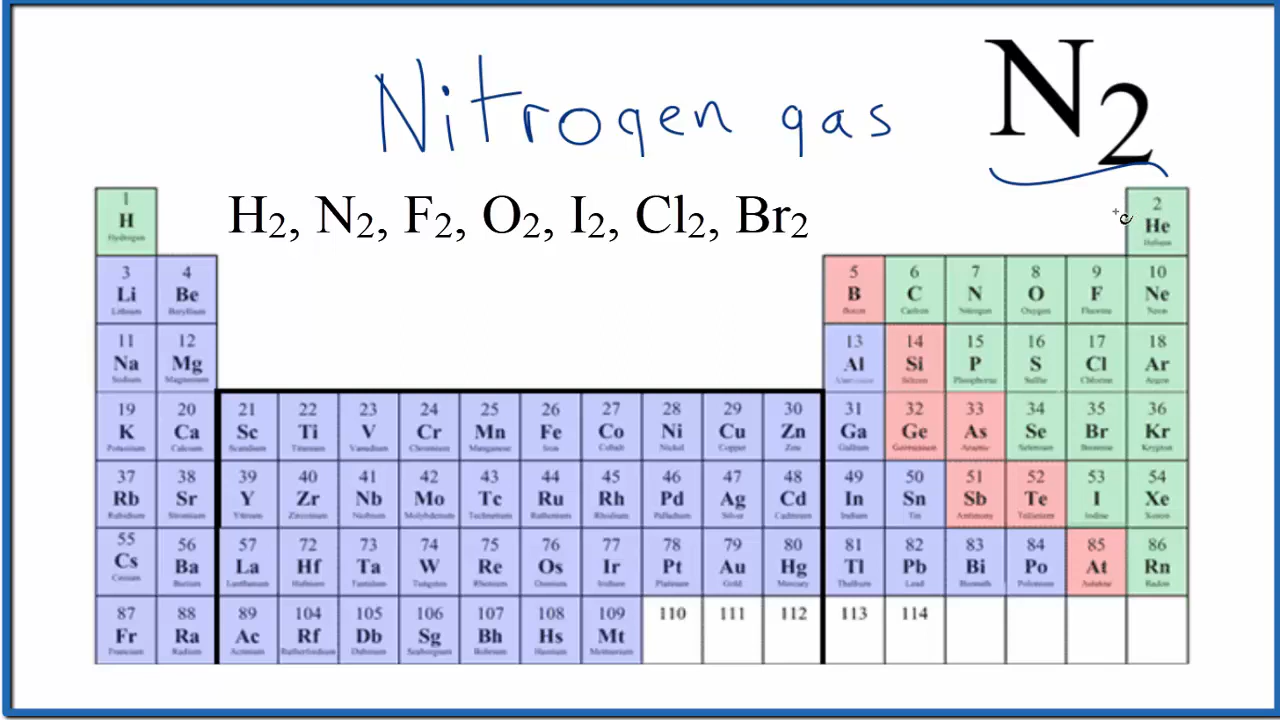 Nitrogen gas N₂
H₂, N₂, F₂, O₂, I₂, Cl₂, Br₂
1 2
H He
Hydrogen Helium
3 4 5 6 7 8 9 10
Li Be B C N O F Ne
Lithium Beryllium Boron Carbon Nitrogen Oxygen Fluorine Neon
11 12 13 14 15 16 17 18
Na Mg Al Si P S Cl Ar
Sodium Magnesium Silicon Phosphorus Sulfur Chlorine Argon
19 20 21 22 23 24 25 26 27 28 29 30 31 32 33 34 35 36
K Ca Sc Ti V Cr Mn Fe Co Ni Cu Zn Ga Ge As Se Br Kr
Potassium Calcium Scandium Titanium Vanadium Chromium Manganese Iron Cobalt Nickel Copper Zinc Gallium Germanium Arsenic Selenium Bromine Krypton
37 38 39 40 41 42 43 44 45 46 47 48 49 50 51 52 53 54
Rb Sr Y Zr Nb Mo Tc Ru Rh Pd Ag Cd In Sn Sb Te I Xe
Rubidium Strontium Yttrium Zirconium Niobium Molybdenum Technetium Ruthenium Rhodium Palladium Silver Cadmium Indium Tin Antimony Tellurium Iodine Xenon
55 56 57 72 73 74 75 76 77 78 79 80 81 82 83 84 85 86
Cs Ba La Hf Ta W Re Os Ir Pt Au Hg Tl Pb Bi Po At Rn
Cesium Barium Lanthanum Hafnium Tantalum Tungsten Rhenium Osmium Iridium Platinum Gold Mercury Thallium Lead Bismuth Polonium Astatine Radon
87 88 89 104 105 106 107 108 109 110 111 112 113 114
Fr Ra Ac Rf Db Sg Bh Hs Mt
Francium Radium Actinium Rutherfordium Dubnium Seaborgium Bohrium Hassium Meitnerium